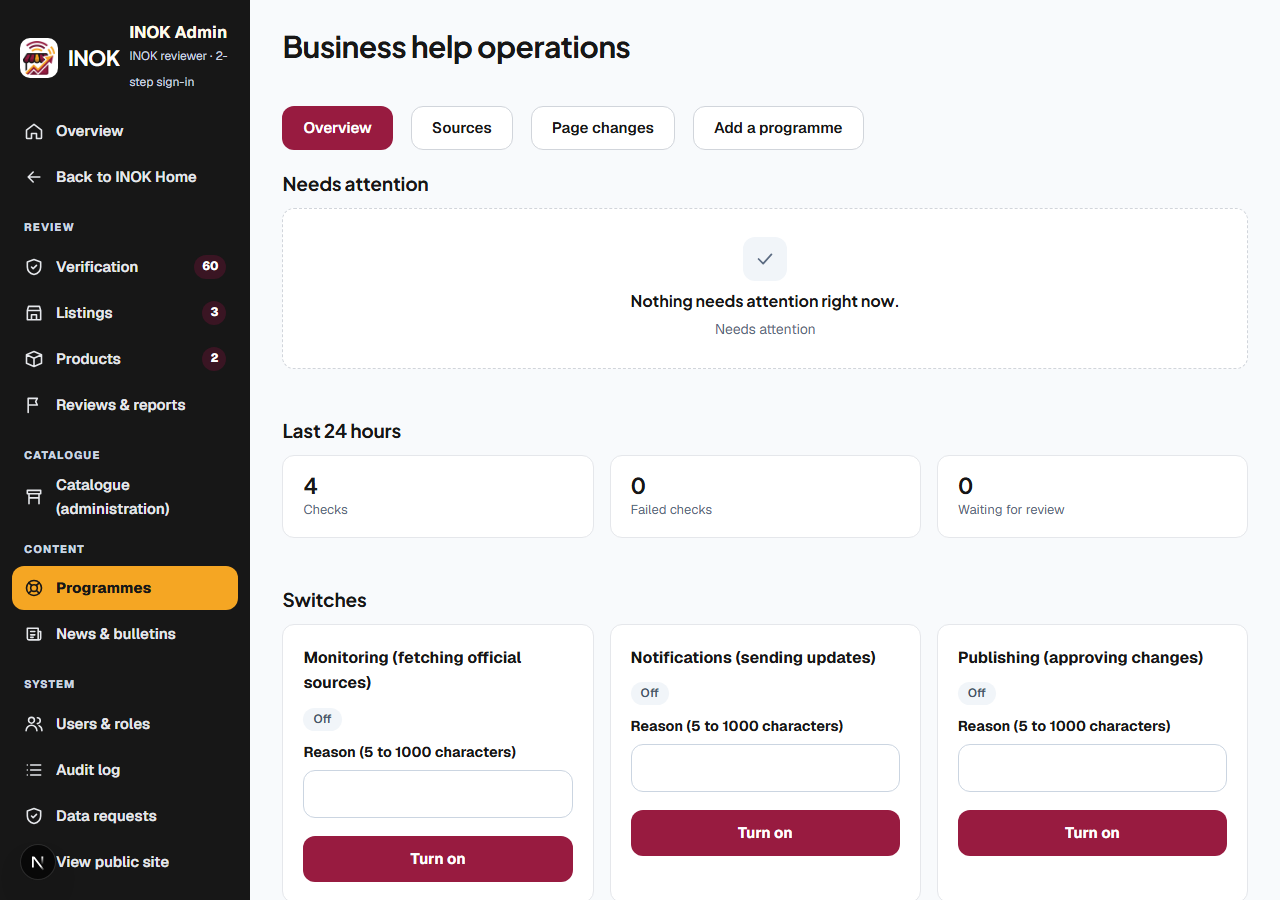 INOK
INOK Admin
INOK reviewer · 2-
step sign-in
Overview
Back to INOK Home
REVIEW
Verification 60
Listings 3
Products 2
Reviews & reports
CATALOGUE
Catalogue
(administration)
CONTENT
Programmes
News & bulletins
SYSTEM
Users & roles
Audit log
Data requests
N
View public site
Business help operations
Overview
Sources
Page changes
Add a programme
Needs attention
Nothing needs attention right now.
Needs attention
Last 24 hours
4
Checks
0
Failed checks
0
Waiting for review
Switches
Monitoring (fetching official
sources)
Off
Reason (5 to 1000 characters)
Turn on
Notifications (sending updates)
Off
Reason (5 to 1000 characters)
Turn on
Publishing (approving changes)
Off
Reason (5 to 1000 characters)
Turn on